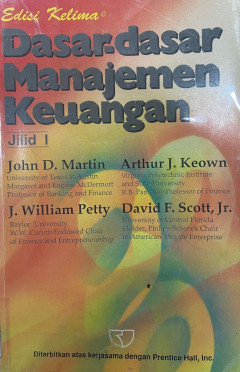 Edisi Kelima
Dasar-dasar
Manajemen
Keuangan
Jilid I
John D. Martin
University of Texas at Austin
Margaret and Eugene McDermott
Professor of Banking and Finance
Arthur J. Keown
Virginia Polytechnic Institute
and State University
R.B. Pamplin Professor of Finance
J. William Petty
Baylor University
W.W. Caruth Endowed Chair
of Finance and Entrepreneurship
David F. Scott, Jr.
University of Central Florida
Holder, Phillips-Schenck Chair
in American Private Enterprise
Diterbitkan atas kerjasama dengan Prentice Hall, Inc.